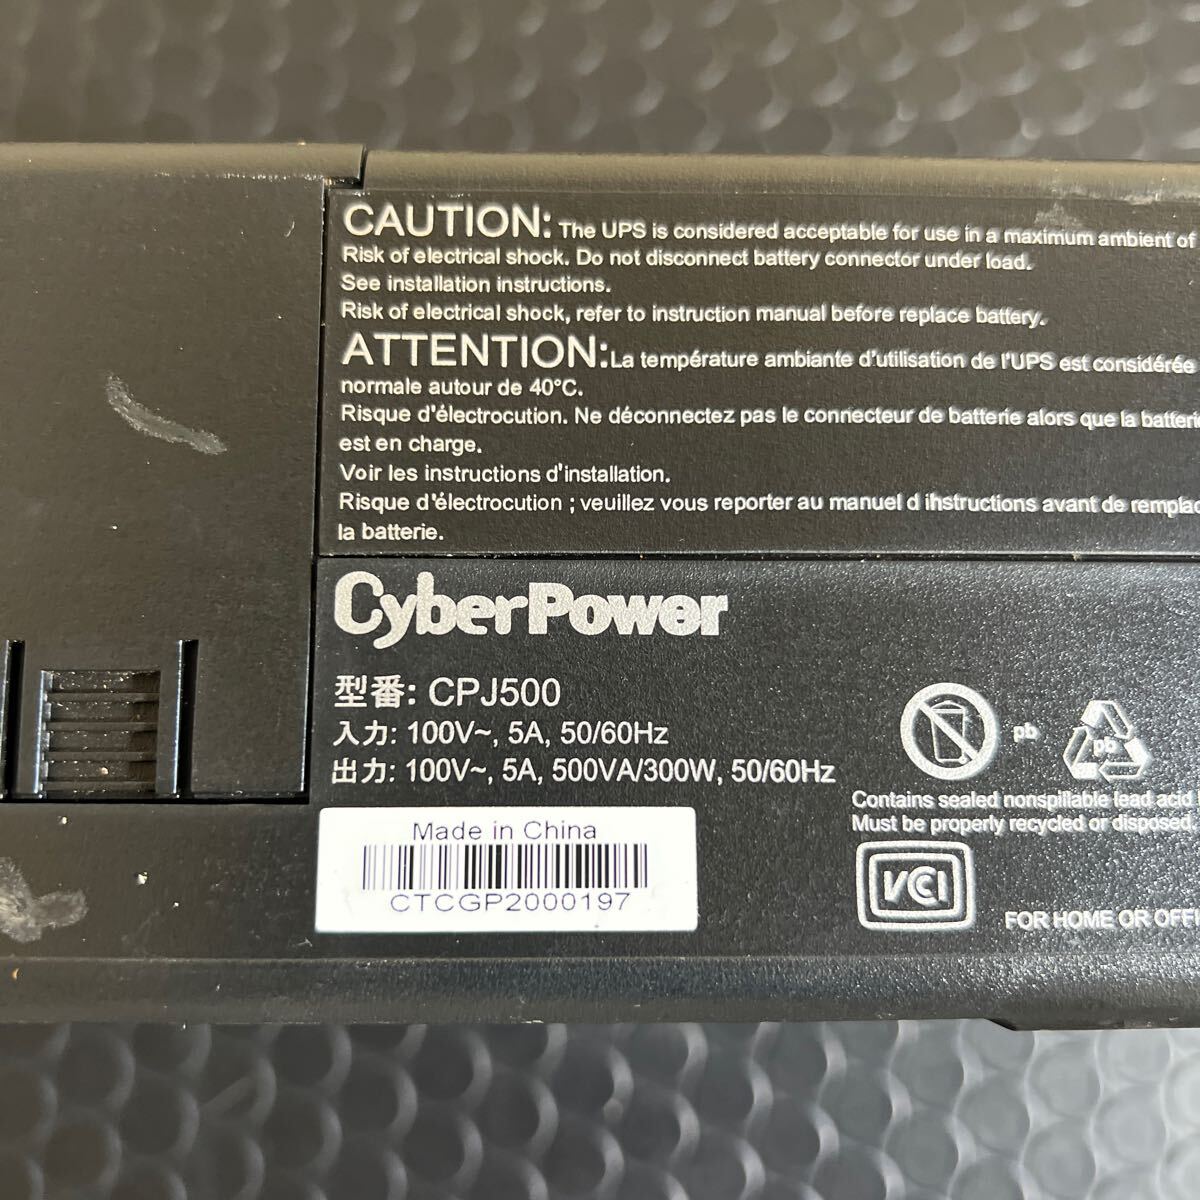 CAUTION: The UPS is considered acceptable for use in a maximum ambient of
Risk of electrical shock. Do not disconnect battery connector under load.
See installation instructions.
Risk of electrical shock, refer to instruction manual before replace battery.
ATTENTION: La température ambiante d'utilisation de l'UPS est considérée
normale autour de 40°C.
Risque d'électrocution. Ne déconnectez pas le connecteur de batterie alors que la batterie
est en charge.
Voir les instructions d'installation.
Risque d'électrocution ; veuillez vous reporter au manuel d ihstructions avant de remplac
la batterie.
CyberPower
型番: CPJ500
入力: 100V~, 5A, 50/60Hz
出力: 100V~, 5A, 500VA/300W, 50/60Hz
pb
pb
Contains sealed nonspillable lead acid
Must be properly recycled or disposed.
Made in China
CTCGP2000197
VCCI
FOR HOME OR OFFI